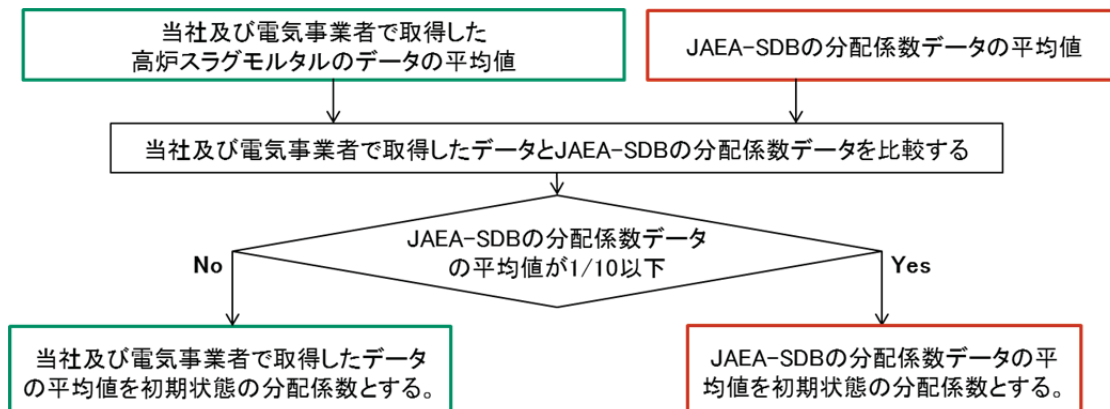 当社及び電気事業者で取得した
高炉スラグモルタルのデータの平均値
JAEA-SDBの分配係数データの平均値
当社及び電気事業者で取得したデータとJAEA-SDBの分配係数データを比較する
JAEA-SDBの分配係数データ
の平均値が1/10以下
No
Yes
当社及び電気事業者で取得したデータ
の平均値を初期状態の分配係数とする。
JAEA-SDBの分配係数データの平
均値を初期状態の分配係数とする。